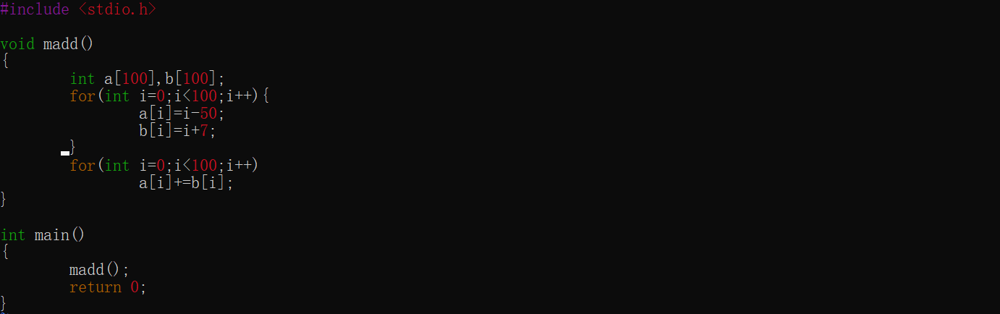 #include <stdio.h>
void madd()
{
int a[100],b[100];
for(int i=0;i<100;i++){
a[i]=i-50;
b[i]=i+7;
}
for(int i=0;i<100;i++)
a[i]+=b[i];
}
int main()
{
madd();
return 0;
}